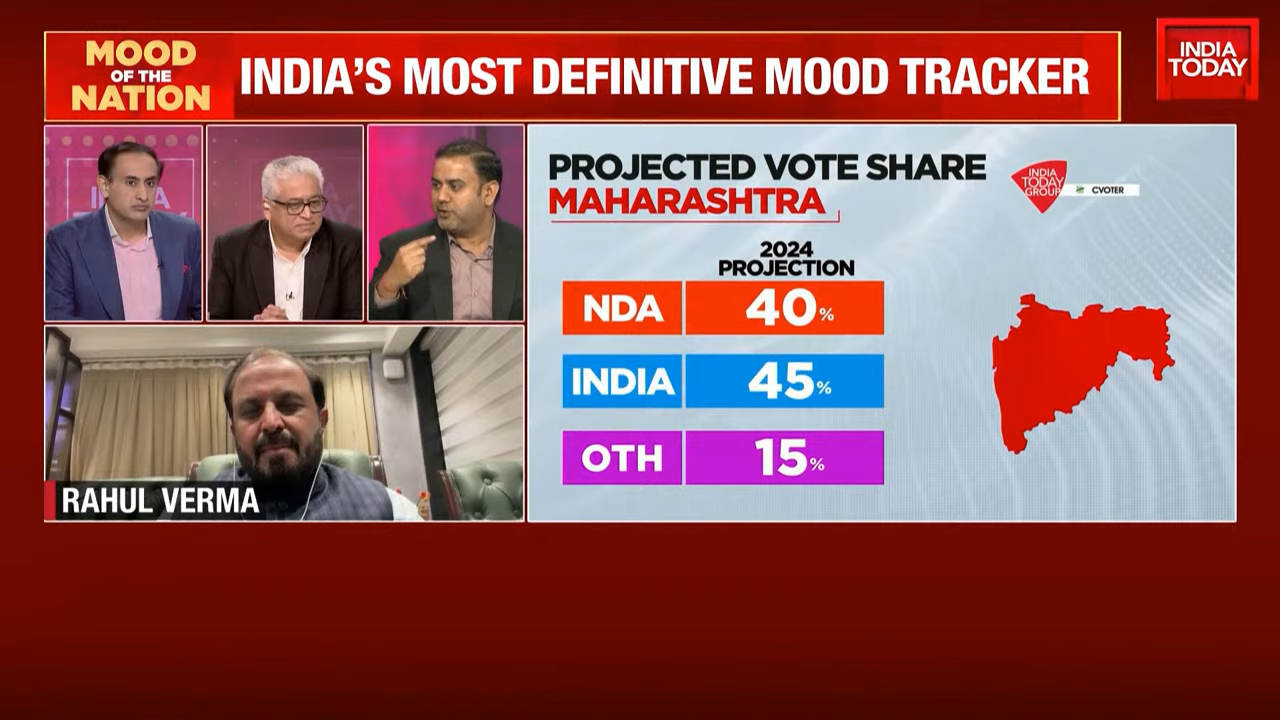 MOOD
OF THE
NATION
INDIA'S MOST DEFINITIVE MOOD TRACKER
INDIA
TODAY
PROJECTED VOTE SHARE
MAHARASHTRA
INDIA
TODAY
GROUP
CVOTER
2024
PROJECTION
NDA 40%
INDIA 45%
OTH 15%
RAHUL VERMA